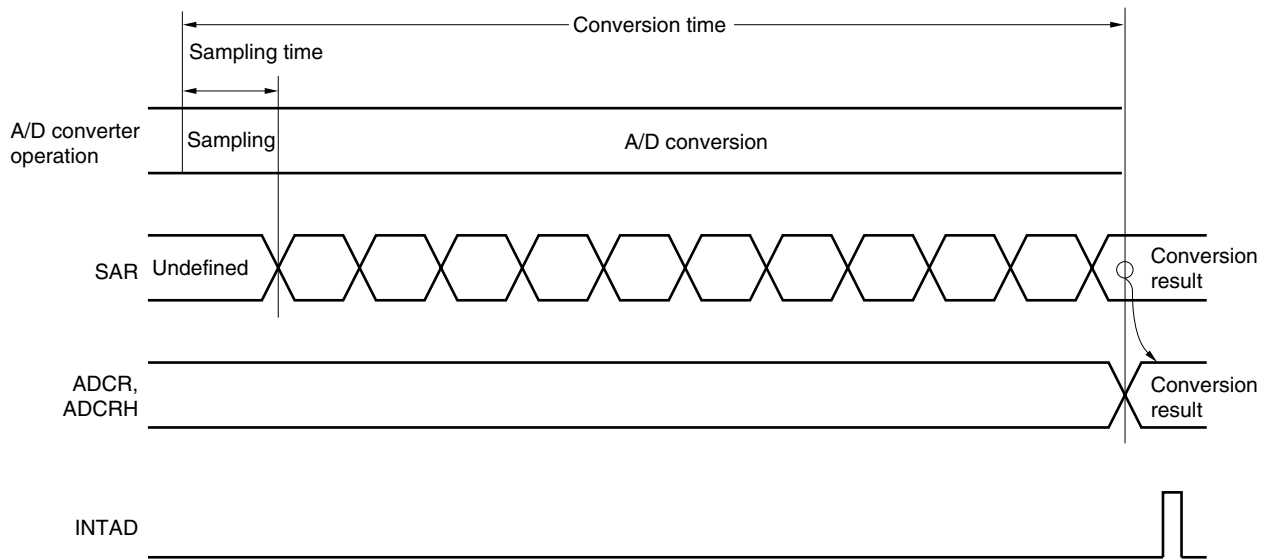 Conversion time
Sampling time
A/D converter
operation
Sampling
A/D conversion
SAR
Undefined
Conversion
result
ADCR,
ADCRH
Conversion
result
INTAD